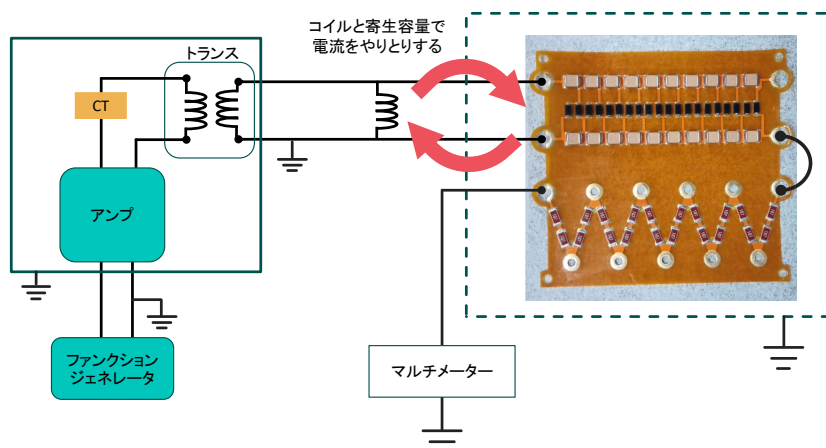 コイルと寄生容量で
電流をやりとりする
トランス
CT
アンプ
ファンクション
ジェネレータ
マルチメーター